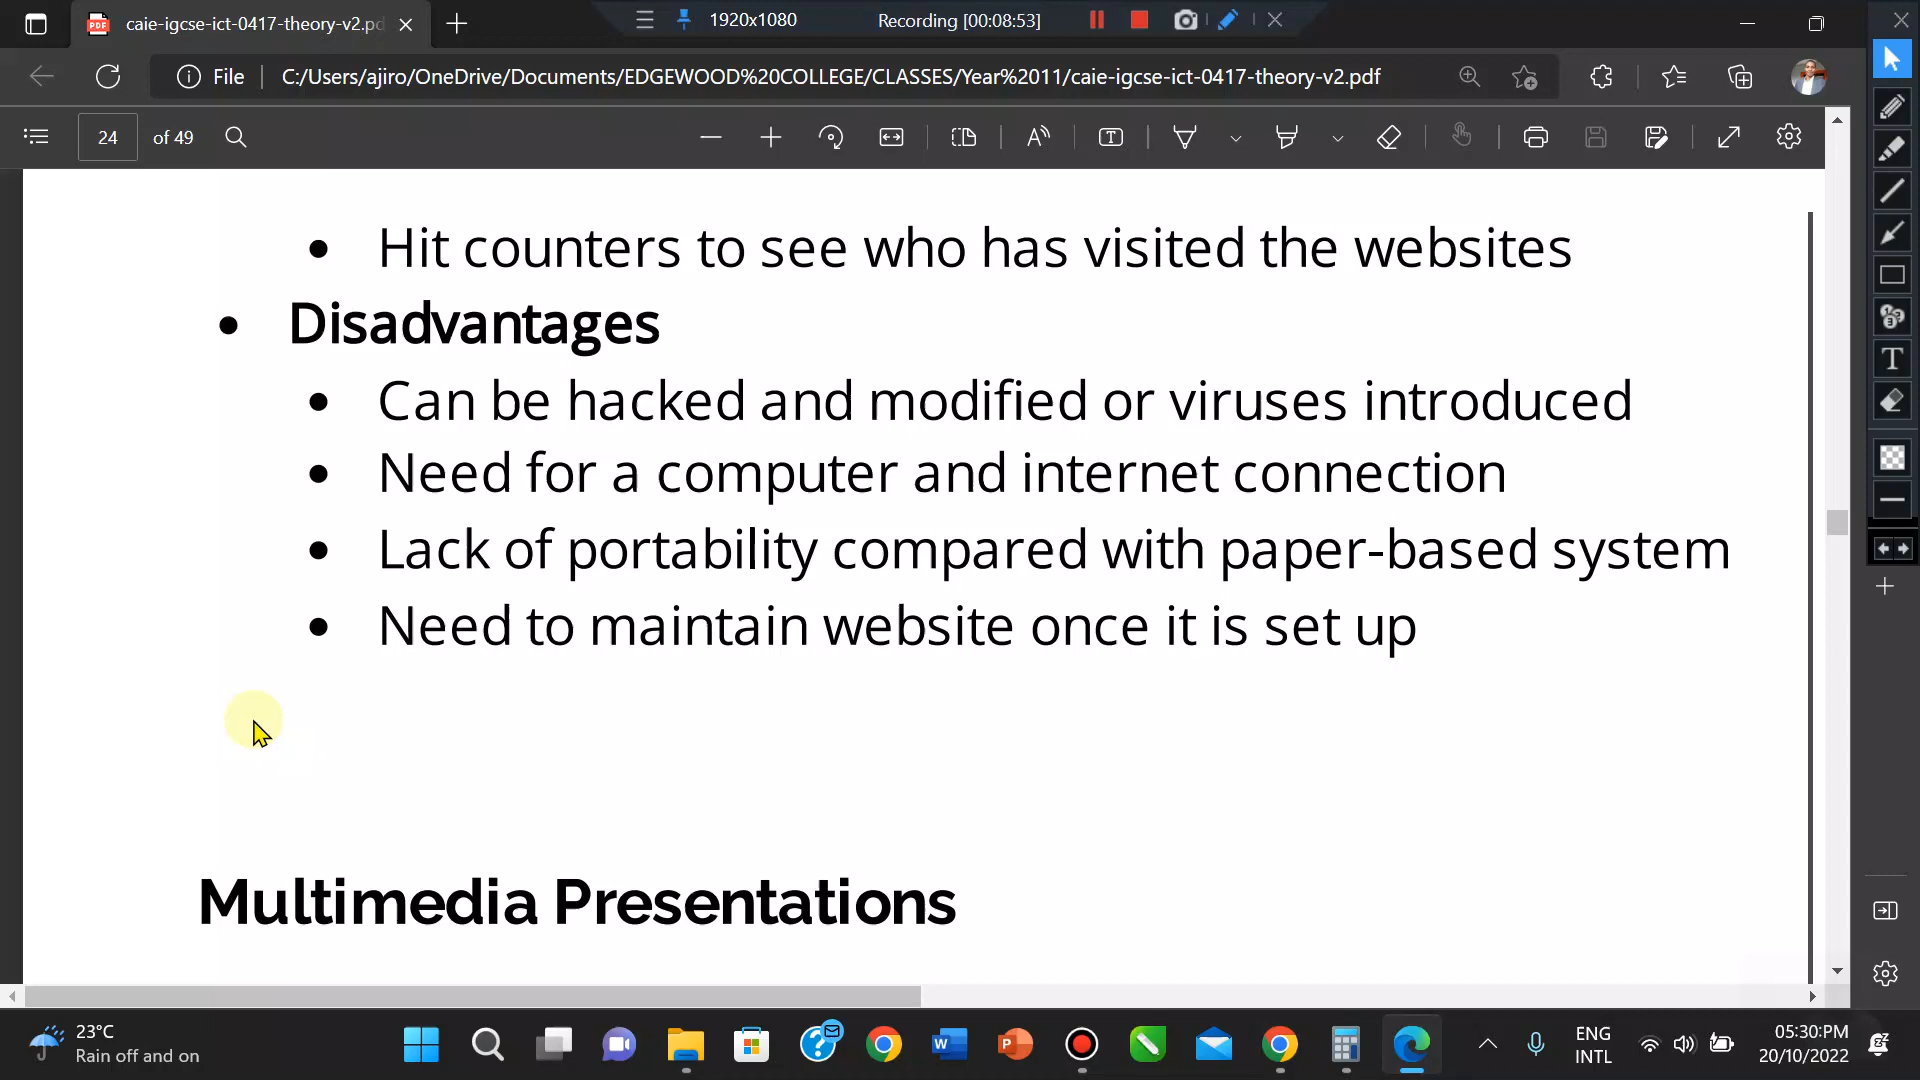 caie-igcse-ict-0417-theory-v2.pd
1920x1080
Recording [00:08:53]
File
C:/Users/ajiro/OneDrive/Documents/EDGEWOOD%20COLLEGE/CLASSES/Year%2011/caie-igcse-ict-0417-theory-v2.pdf
24 of 49
• Hit counters to see who has visited the websites
• Disadvantages
• Can be hacked and modified or viruses introduced
• Need for a computer and internet connection
• Lack of portability compared with paper-based system
• Need to maintain website once it is set up
Multimedia Presentations
23°C
Rain off and on
ENG
INTL
05:30:PM
20/10/2022